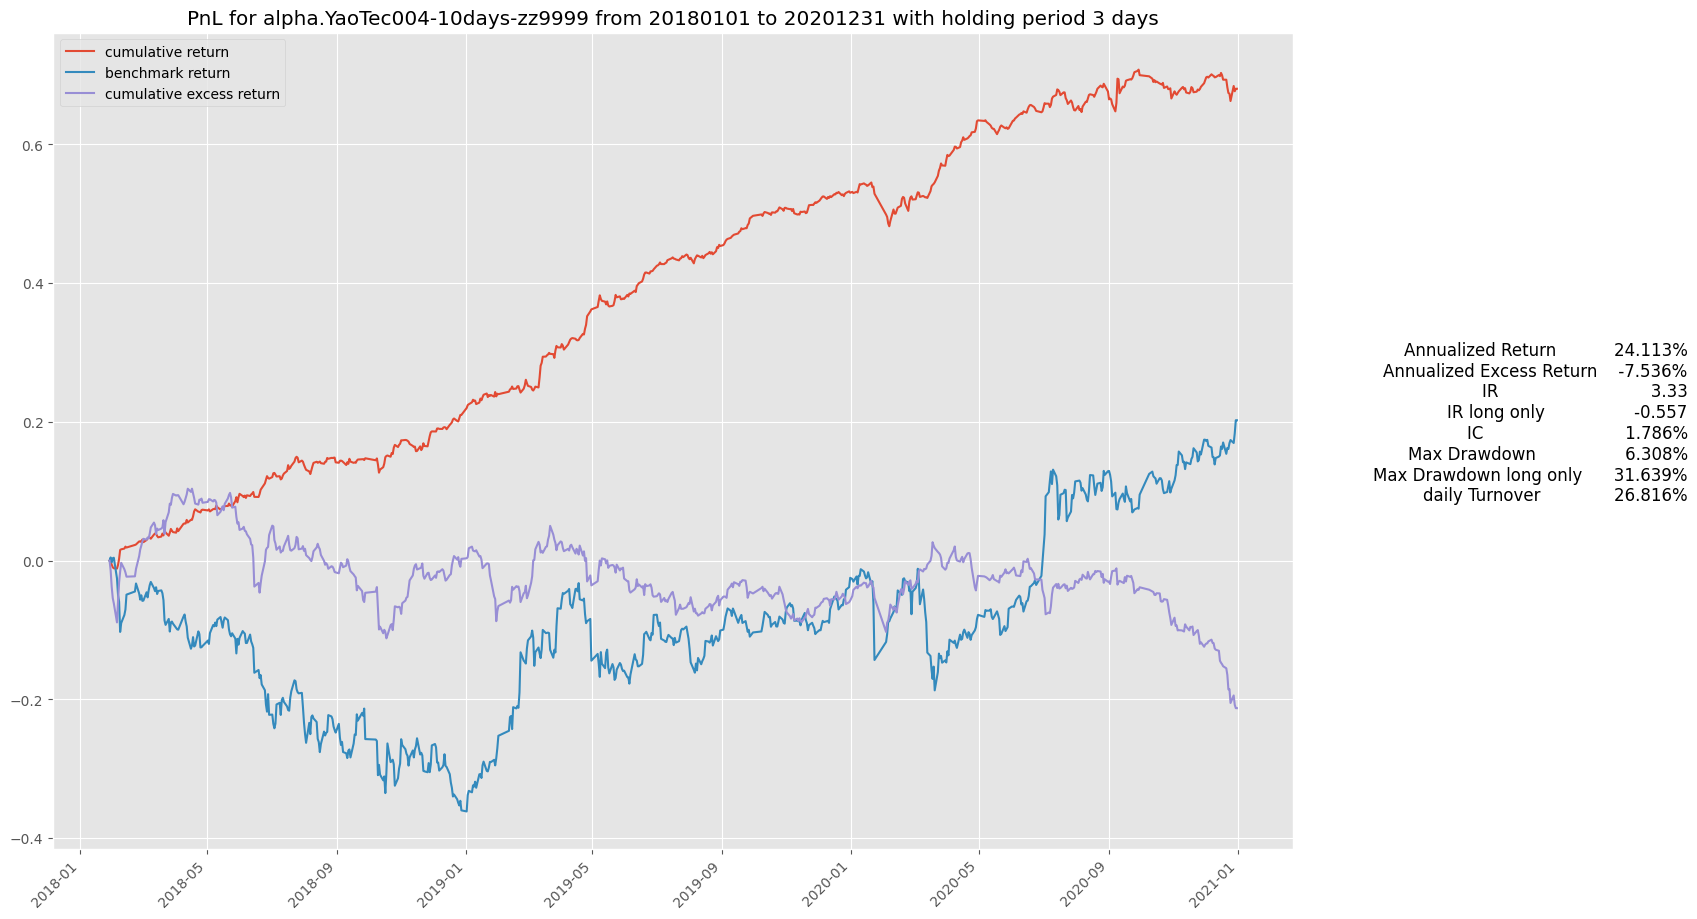 PnL for alpha.YaoTec004-10days-zz9999 from 20180101 to 20201231 with holding period 3 days
cumulative return
benchmark return
cumulative excess return
0.6
0.4
0.2
0.0
−0.2
−0.4
2018-01
2018-05
2018-09
2019-01
2019-05
2019-09
2020-01
2020-05
2020-09
2021-01
Annualized Return 24.113%
Annualized Excess Return -7.536%
IR 3.33
IR long only -0.557
IC 1.786%
Max Drawdown 6.308%
Max Drawdown long only 31.639%
daily Turnover 26.816%